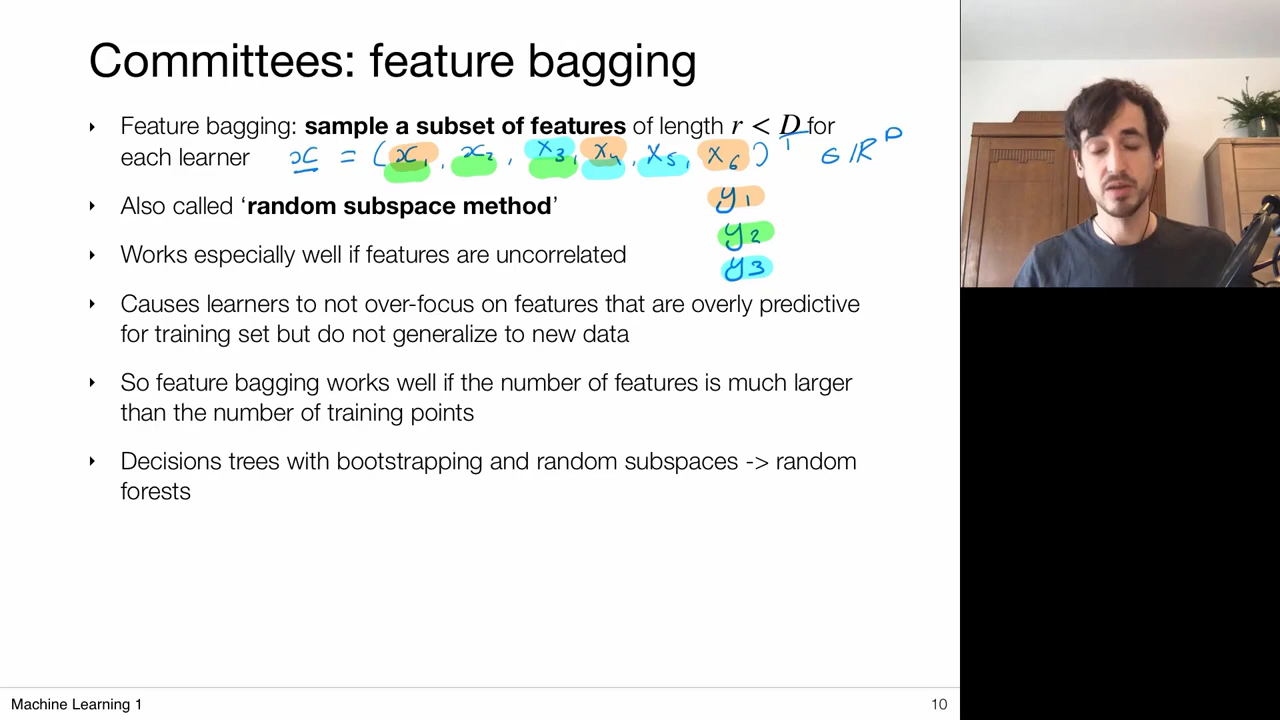 Committees: feature bagging
‣ Feature bagging: sample a subset of features of length r < D for
each learner x = (x₁, x₂, x₃, x₄, x₅, x₆)ᵀ ∈ ℝᴰ
‣ Also called ‘random subspace method’
y₁
y₂
‣ Works especially well if features are uncorrelated
y₃
‣ Causes learners to not over-focus on features that are overly predictive
for training set but do not generalize to new data
‣ So feature bagging works well if the number of features is much larger
than the number of training points
‣ Decisions trees with bootstrapping and random subspaces -> random
forests
Machine Learning 1
10